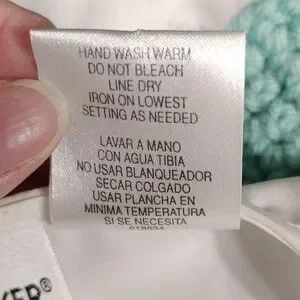 HAND WASH WARM
DO NOT BLEACH
LINE DRY
IRON ON LOWEST
SETTING AS NEEDED
LAVAR A MANO
CON AGUA TIBIA
NO USAR BLANQUEADOR
SECAR COLGADO
USAR PLANCHA EN
MINIMA TEMPERATURA
SI SE NECESITA